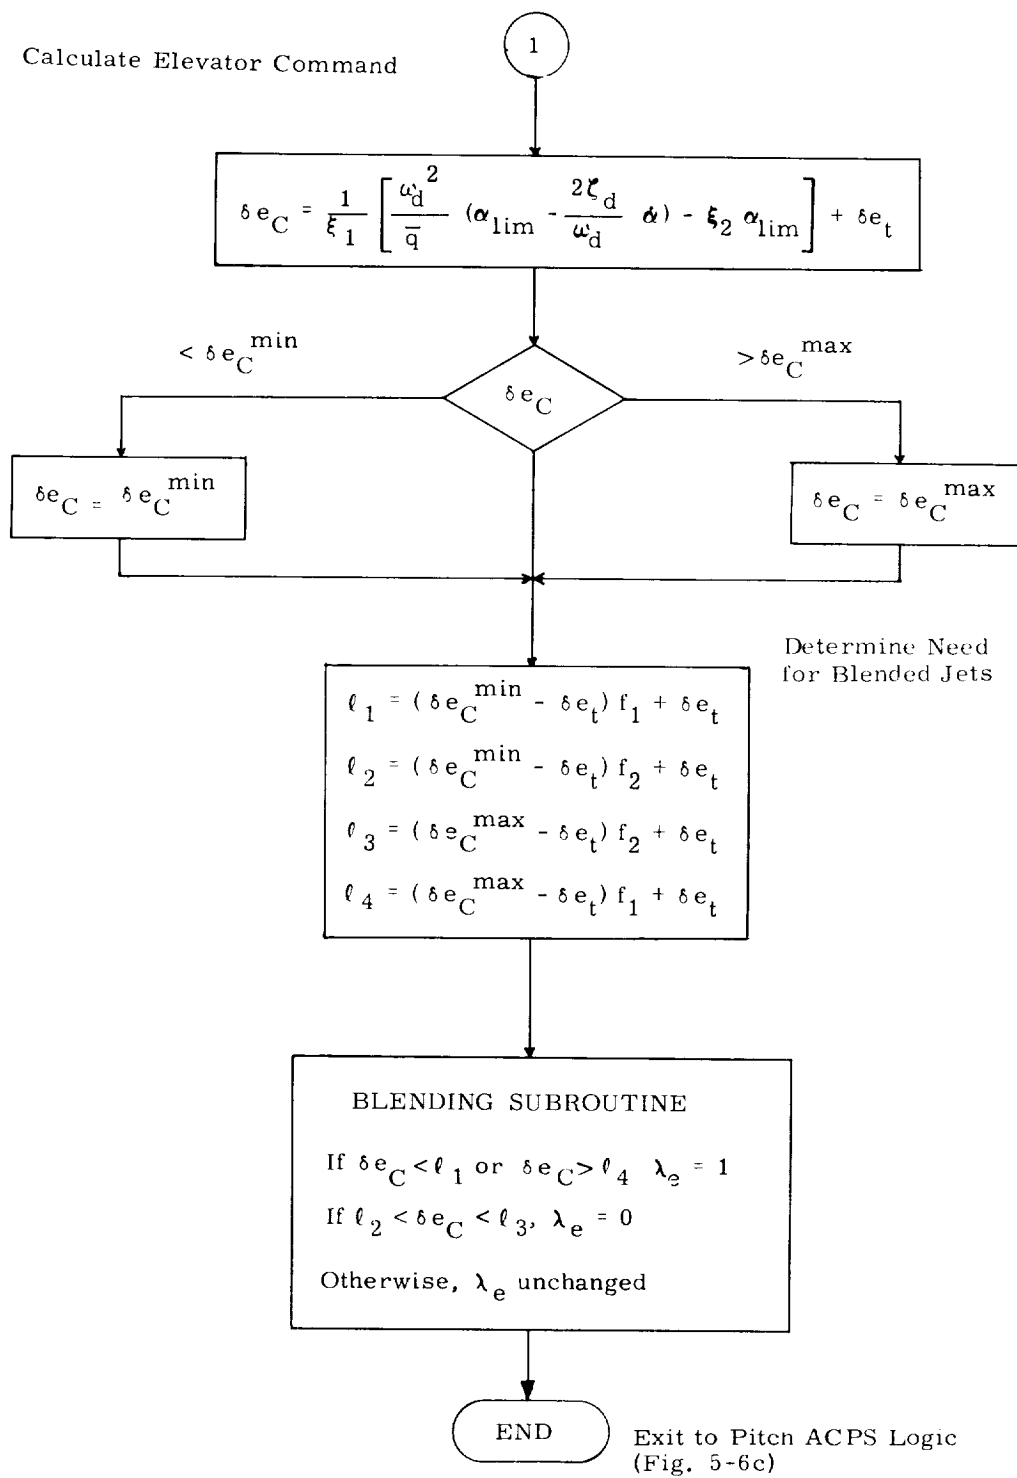 1
Calculate Elevator Command
δe_C = 1/ξ_1 [ ω_d^2/q̄ (α_lim - 2ζ_d/ω_d α̇) - ξ_2 α_lim ] + δe_t
< δe_C^min
> δe_C^max
δe_C
δe_C = δe_C^min
δe_C = δe_C^max
Determine Need
for Blended Jets
ℓ_1 = (δe_C^min - δe_t) f_1 + δe_t
ℓ_2 = (δe_C^min - δe_t) f_2 + δe_t
ℓ_3 = (δe_C^max - δe_t) f_2 + δe_t
ℓ_4 = (δe_C^max - δe_t) f_1 + δe_t
BLENDING SUBROUTINE
If δe_C < ℓ_1 or δe_C > ℓ_4 λ_e = 1
If ℓ_2 < δe_C < ℓ_3, λ_e = 0
Otherwise, λ_e unchanged
END
Exit to Pitch ACPS Logic
(Fig. 5-6c)